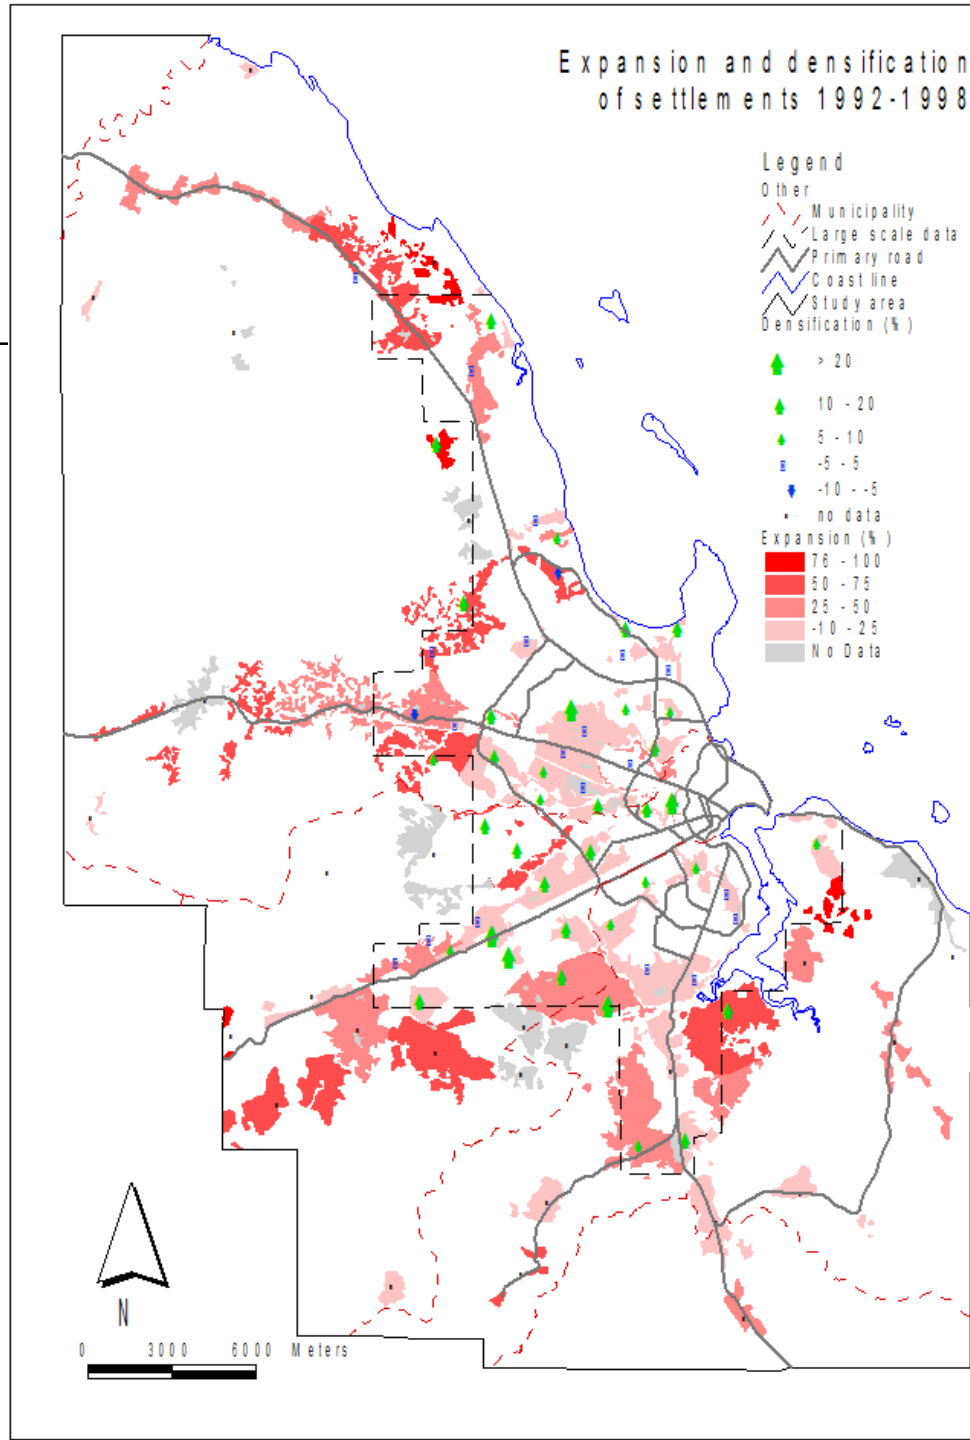 Expansion and densification
of settlements 1992-1998
Legend
Other
Municipality
Large scale data
Primary road
Coast line
Study area
Densification (%)
> 20
10 - 20
5 - 10
-5 - 5
-10 - -5
no data
Expansion (%)
76 - 100
50 - 75
25 - 50
-10 - 25
No Data
N
0 3000 6000 Meters